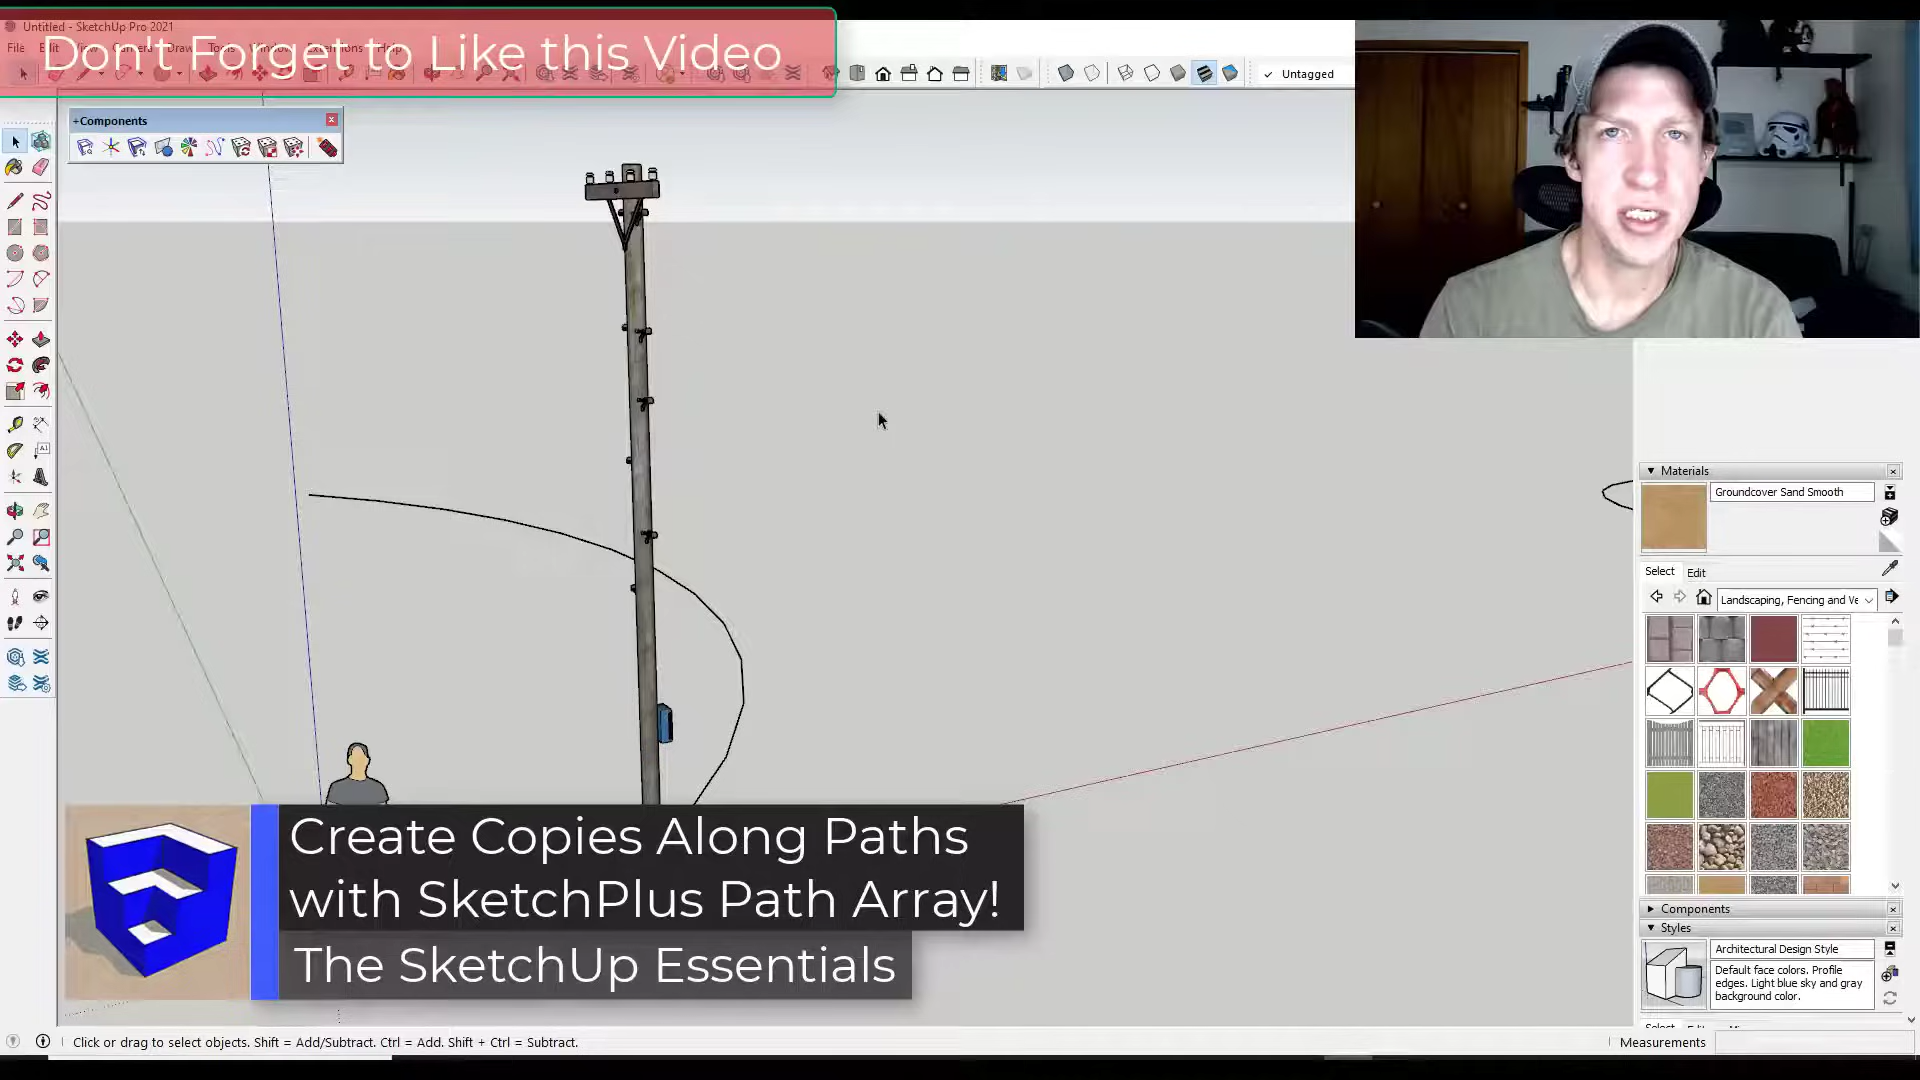 Untitled - SketchUp Pro 2021
Don't Forget to Like this Video
Untagged
+Components
Materials
Groundcover Sand Smooth
Select
Edit
Landscaping, Fencing and Ve
Create Copies Along Paths
with SketchPlus Path Array!
The SketchUp Essentials
Components
Styles
Architectural Design Style
Default face colors. Profile
edges. Light blue sky and gray
background color.
Click or drag to select objects. Shift = Add/Subtract. Ctrl = Add. Shift + Ctrl = Subtract.
Measurements